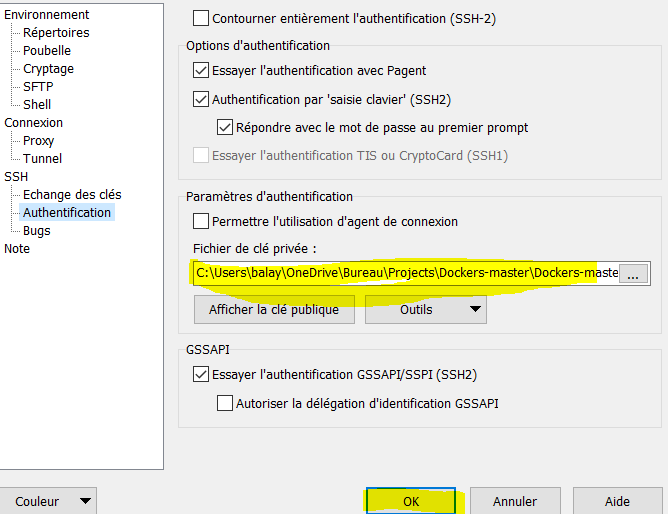 Environnement
Répertoires
Poubelle
Cryptage
SFTP
Shell
Connexion
Proxy
Tunnel
SSH
Echange des clés
Authentification
Bugs
Note
Contourner entièrement l'authentification (SSH-2)
Options d'authentification
Essayer l'authentification avec Pagent
Authentification par 'saisie clavier' (SSH2)
Répondre avec le mot de passe au premier prompt
Essayer l'authentification TIS ou CryptoCard (SSH1)
Paramètres d'authentification
Permettre l'utilisation d'agent de connexion
Fichier de clé privée :
C:\Users\balay\OneDrive\Bureau\Projects\Dockers-master\Dockers-maste ...
Afficher la clé publique Outils
GSSAPI
Essayer l'authentification GSSAPI/SSPI (SSH2)
Autoriser la délégation d'identification GSSAPI
Couleur OK Annuler Aide